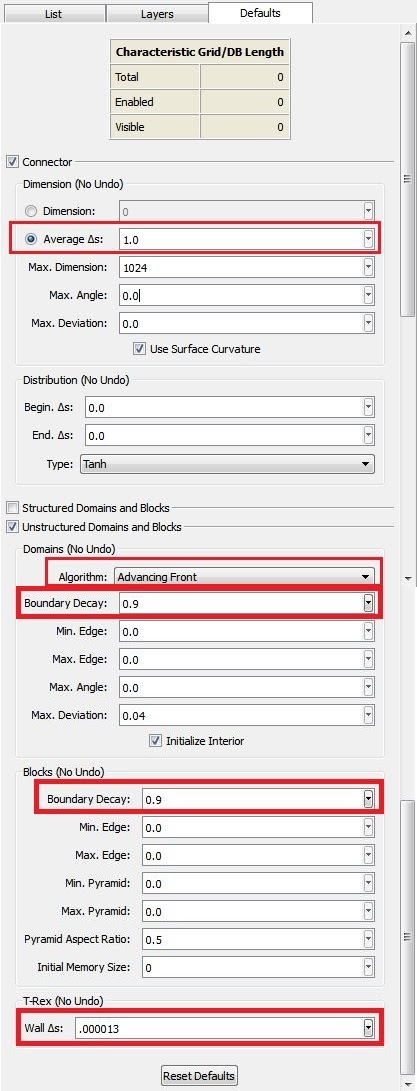 List Layers Defaults
Characteristic Grid/DB Length
Total 0
Enabled 0
Visible 0
Connector
Dimension (No Undo)
Dimension: 0
Average Δs: 1.0
Max. Dimension: 1024
Max. Angle: 0.0
Max. Deviation: 0.0
Use Surface Curvature
Distribution (No Undo)
Begin. Δs: 0.0
End. Δs: 0.0
Type: Tanh
Structured Domains and Blocks
Unstructured Domains and Blocks
Domains (No Undo)
Algorithm: Advancing Front
Boundary Decay: 0.9
Min. Edge: 0.0
Max. Edge: 0.0
Max. Angle: 0.0
Max. Deviation: 0.04
Initialize Interior
Blocks (No Undo)
Boundary Decay: 0.9
Min. Edge: 0.0
Max. Edge: 0.0
Min. Pyramid: 0.0
Max. Pyramid: 0.0
Pyramid Aspect Ratio: 0.5
Initial Memory Size: 0
T-Rex (No Undo)
Wall Δs: .000013
Reset Defaults